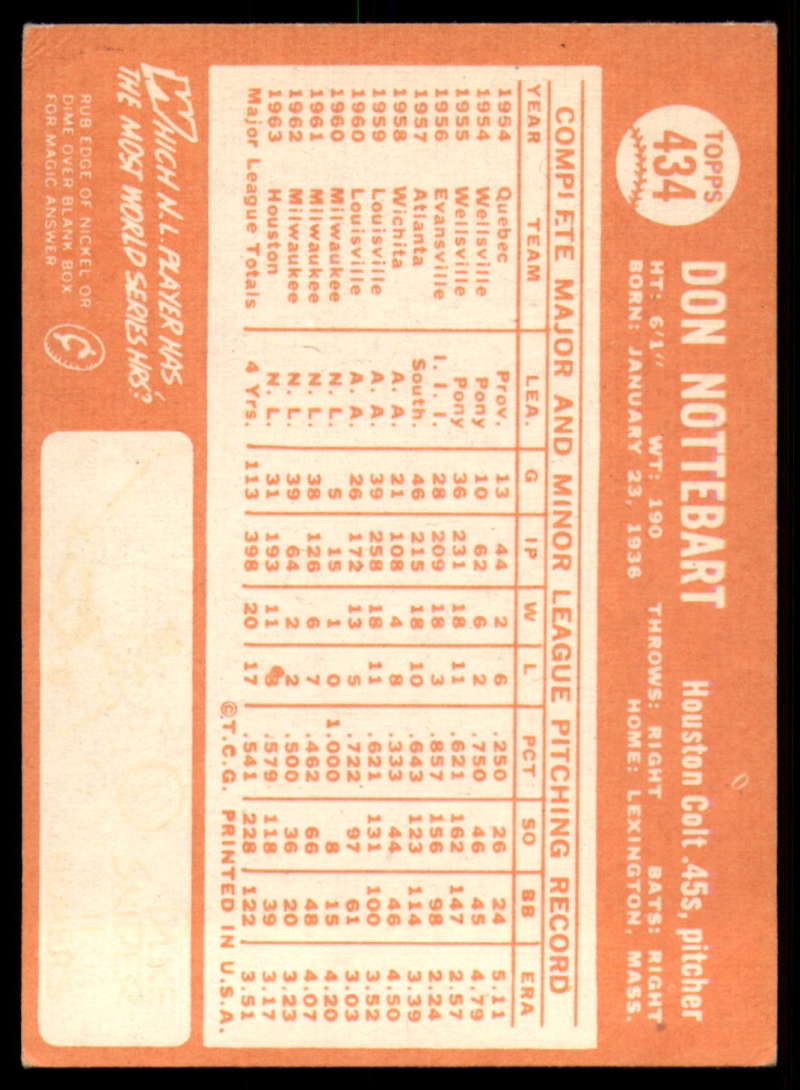 TOPPS
434
DON NOTTEBART Houston Colt .45s, pitcher
HT: 6'1" WT: 190 THROWS: RIGHT BATS: RIGHT
BORN: JANUARY 23, 1936 HOME: LEXINGTON, MASS.
COMPLETE MAJOR AND MINOR LEAGUE PITCHING RECORD
YEAR TEAM LEA. G IP W L PCT SO BB ERA
1954 Quebec Prov. 13 44 2 6 .250 26 24 5.11
1954 Wellsville Pony 10 62 6 2 .750 46 45 4.79
1955 Wellsville Pony 36 231 18 11 .621 162 147 2.57
1956 Evansville I. I. I. 28 209 18 3 .857 156 98 2.24
1957 Atlanta South. 46 215 18 10 .643 123 114 3.39
1958 Wichita A. A. 21 108 4 8 .333 44 46 4.50
1959 Louisville A. A. 39 258 18 11 .621 131 100 3.52
1960 Louisville A. A. 26 172 13 5 .722 97 61 3.03
1960 Milwaukee N. L. 5 15 1 0 1.000 8 15 4.20
1961 Milwaukee N. L. 38 126 6 7 .462 66 48 4.07
1962 Milwaukee N. L. 39 64 2 2 .500 36 20 3.23
1963 Houston N. L. 31 193 11 8 .579 118 39 3.17
Major League Totals 4 Yrs. 113 398 20 17 .541 228 122 3.51
©T.C.G. PRINTED IN U.S.A.
WHICH N.L. PLAYER HAS
THE MOST WORLD SERIES HRS?
RUB EDGE OF NICKEL OR
DIME OVER BLANK BOX
FOR MAGIC ANSWER
DUKE
SNIDER